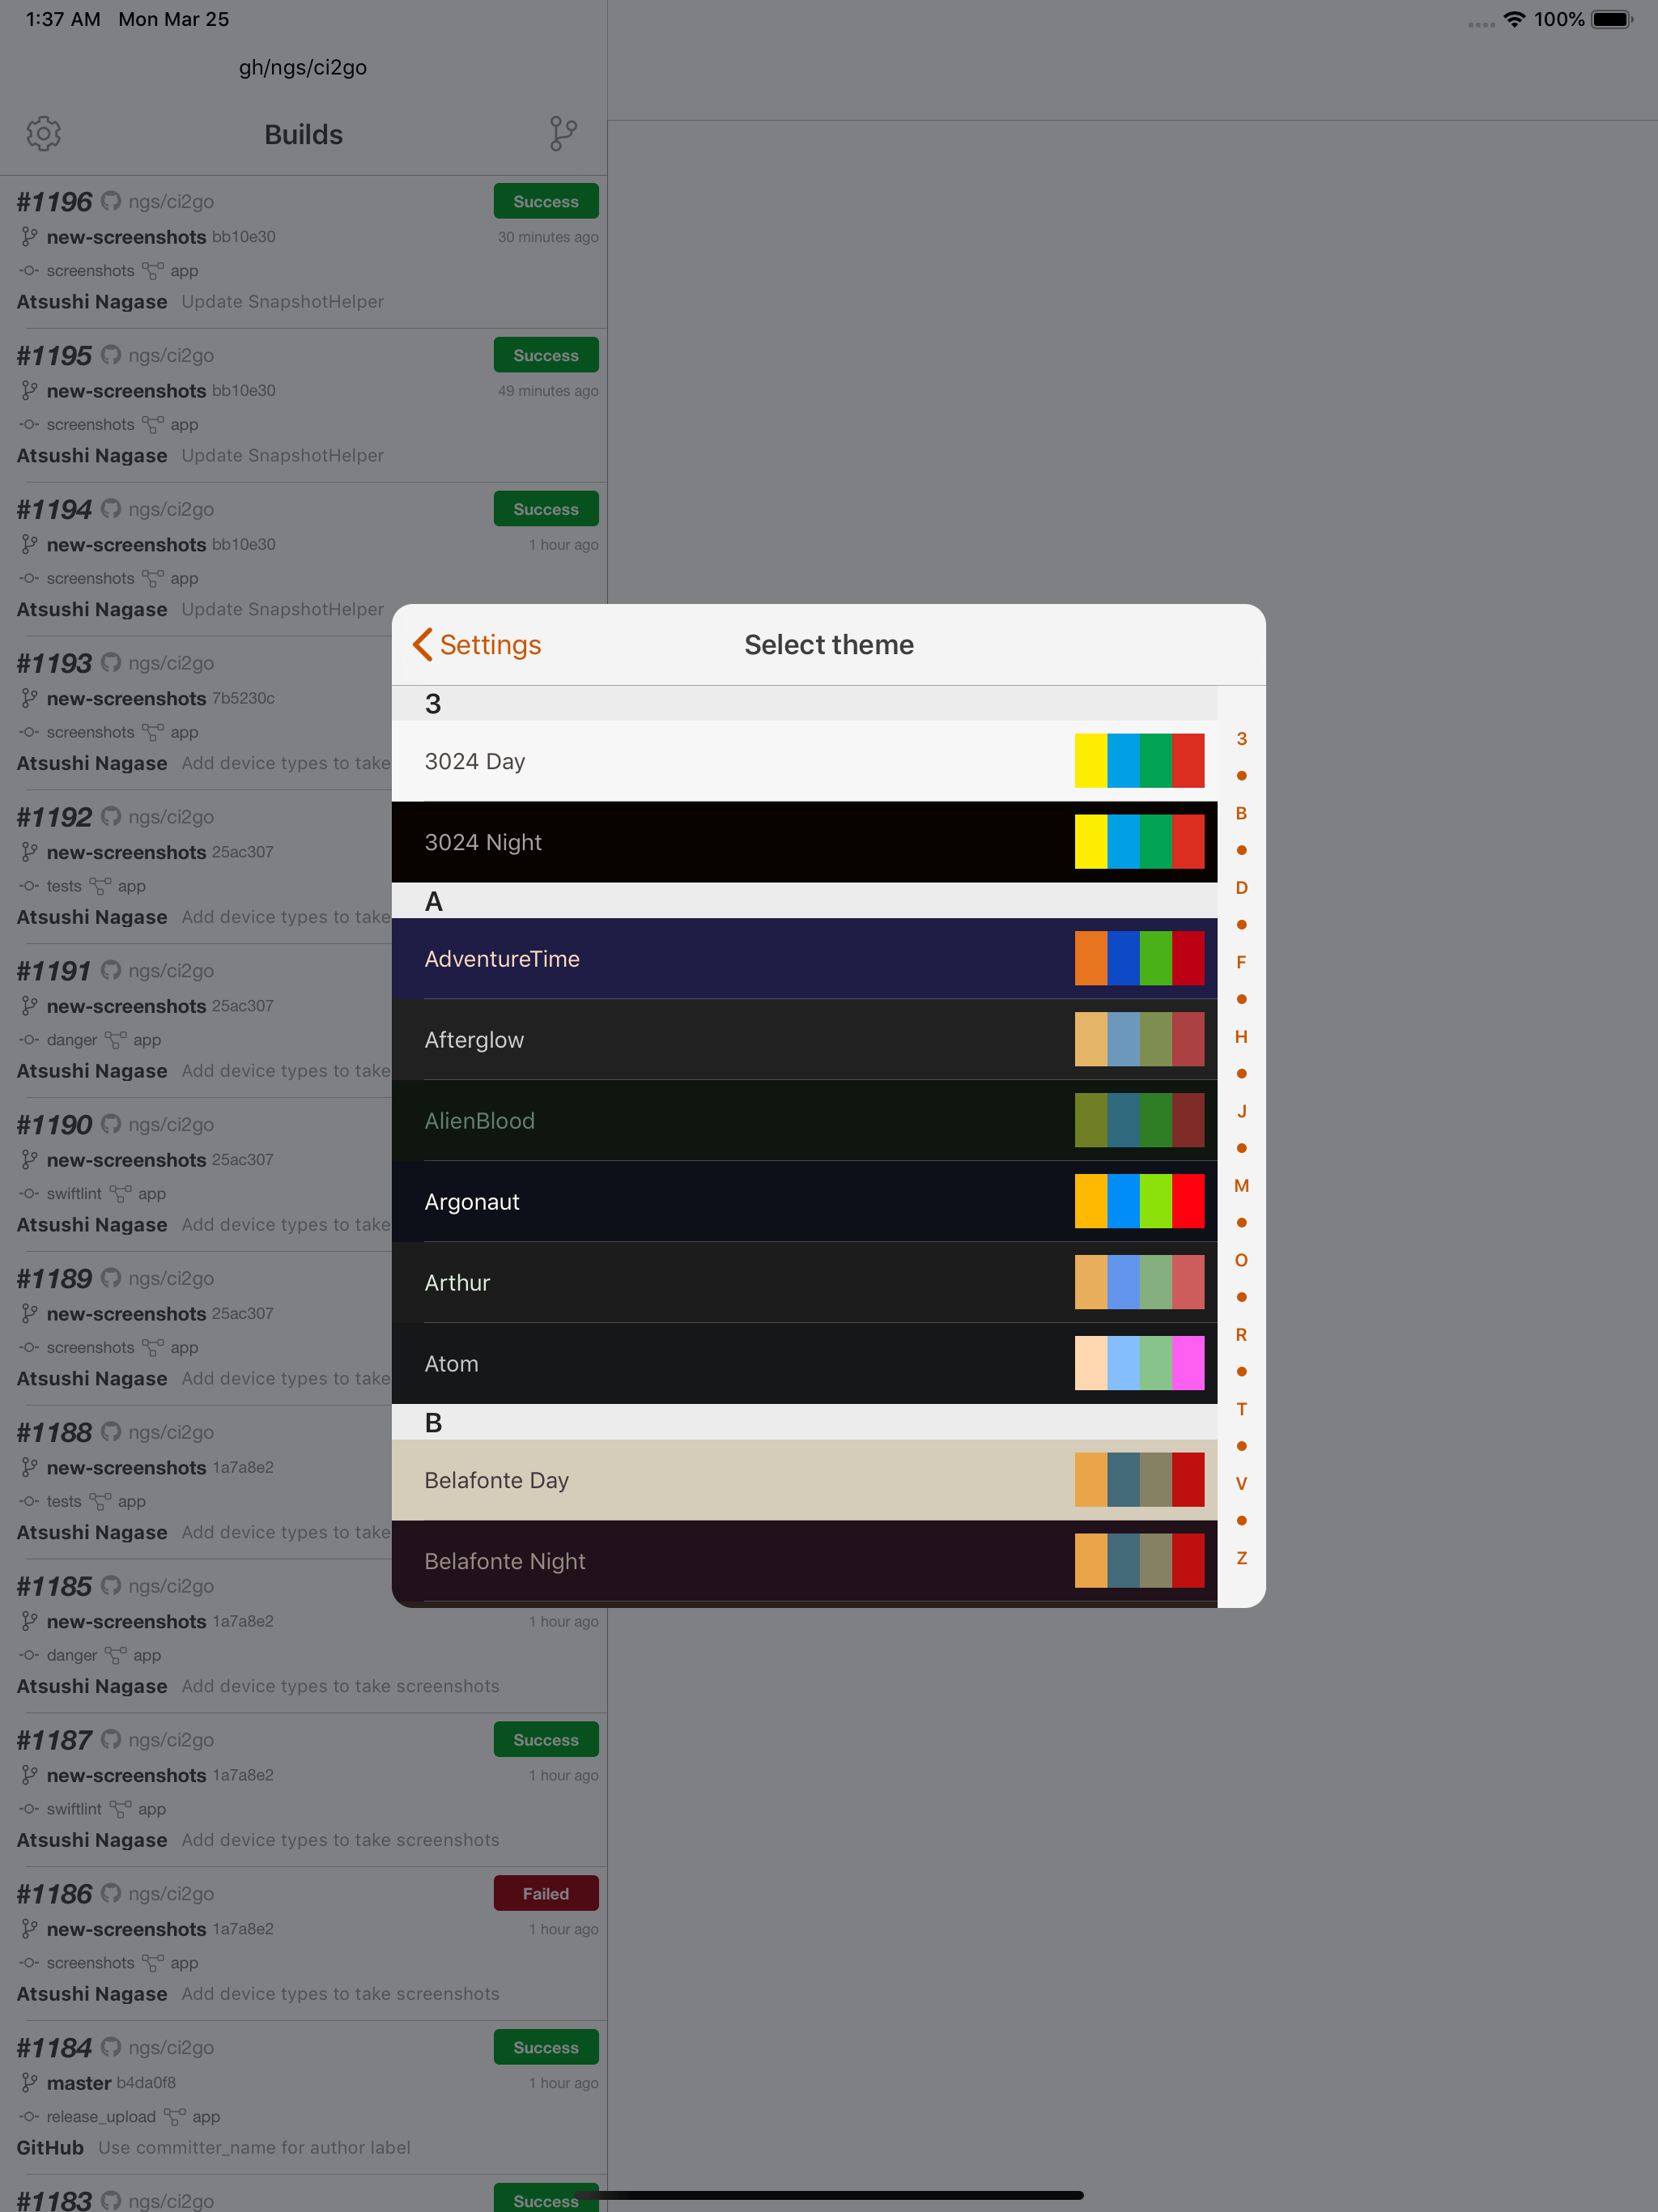 1:37 AM Mon Mar 25
100%
gh/ngs/ci2go
Builds
#1196 ngs/ci2go Success
new-screenshots bb10e30 30 minutes ago
screenshots app
Atsushi Nagase Update SnapshotHelper
#1195 ngs/ci2go Success
new-screenshots bb10e30 49 minutes ago
screenshots app
Atsushi Nagase Update SnapshotHelper
#1194 ngs/ci2go Success
new-screenshots bb10e30 1 hour ago
screenshots app
Atsushi Nagase Update SnapshotHelper
#1193 ngs/ci2go
new-screenshots 7b5230c
screenshots app
Atsushi Nagase Add device types to take
#1192 ngs/ci2go
new-screenshots 25ac307
tests app
Atsushi Nagase Add device types to take
#1191 ngs/ci2go
new-screenshots 25ac307
danger app
Atsushi Nagase Add device types to take
#1190 ngs/ci2go
new-screenshots 25ac307
swiftlint app
Atsushi Nagase Add device types to take
#1189 ngs/ci2go
new-screenshots 25ac307
screenshots app
Atsushi Nagase Add device types to take
#1188 ngs/ci2go
new-screenshots 1a7a8e2
tests app
Atsushi Nagase Add device types to take
#1185 ngs/ci2go
new-screenshots 1a7a8e2 1 hour ago
danger app
Atsushi Nagase Add device types to take screenshots
#1187 ngs/ci2go Success
new-screenshots 1a7a8e2 1 hour ago
swiftlint app
Atsushi Nagase Add device types to take screenshots
#1186 ngs/ci2go Failed
new-screenshots 1a7a8e2 1 hour ago
screenshots app
Atsushi Nagase Add device types to take screenshots
#1184 ngs/ci2go Success
master b4da0f8 1 hour ago
release_upload app
GitHub Use committer_name for author label
#1183 ngs/ci2go Success
Settings
Select theme
3
3024 Day
3024 Night
A
AdventureTime
Afterglow
AlienBlood
Argonaut
Arthur
Atom
B
Belafonte Day
Belafonte Night
3
B
D
F
H
J
M
O
R
T
V
Z